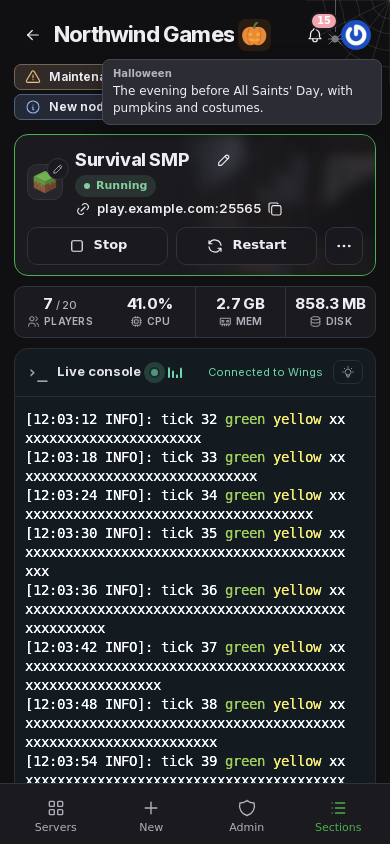 Northwind Games
15
Maintena
New nod
Halloween
The evening before All Saints' Day, with
pumpkins and costumes.
Survival SMP
Running
play.example.com:25565
Stop
Restart
7 / 20
PLAYERS
41.0%
CPU
2.7 GB
MEM
858.3 MB
DISK
Live console
Connected to Wings
[12:03:12 INFO]: tick 32 green yellow xx
xxxxxxxxxxxxxxxxxxxxxx
[12:03:18 INFO]: tick 33 green yellow xx
xxxxxxxxxxxxxxxxxxxxxxxxxxxxx
[12:03:24 INFO]: tick 34 green yellow xx
xxxxxxxxxxxxxxxxxxxxxxxxxxxxxxxxxxxx
[12:03:30 INFO]: tick 35 green yellow xx
xxxxxxxxxxxxxxxxxxxxxxxxxxxxxxxxxxxxxxxx
xxx
[12:03:36 INFO]: tick 36 green yellow xx
xxxxxxxxxxxxxxxxxxxxxxxxxxxxxxxxxxxxxxxx
xxxxxxxxxx
[12:03:42 INFO]: tick 37 green yellow xx
xxxxxxxxxxxxxxxxxxxxxxxxxxxxxxxxxxxxxxxx
xxxxxxxxxxxxxxxxx
[12:03:48 INFO]: tick 38 green yellow xx
xxxxxxxxxxxxxxxxxxxxxxxxxxxxxxxxxxxxxxxx
xxxxxxxxxxxxxxxxxxxxxxxx
[12:03:54 INFO]: tick 39 green yellow xx
xxxxxxxxxxxxxxxxxxxxxxxxxxxxxxxxxxxxxxxx
Servers
New
Admin
Sections